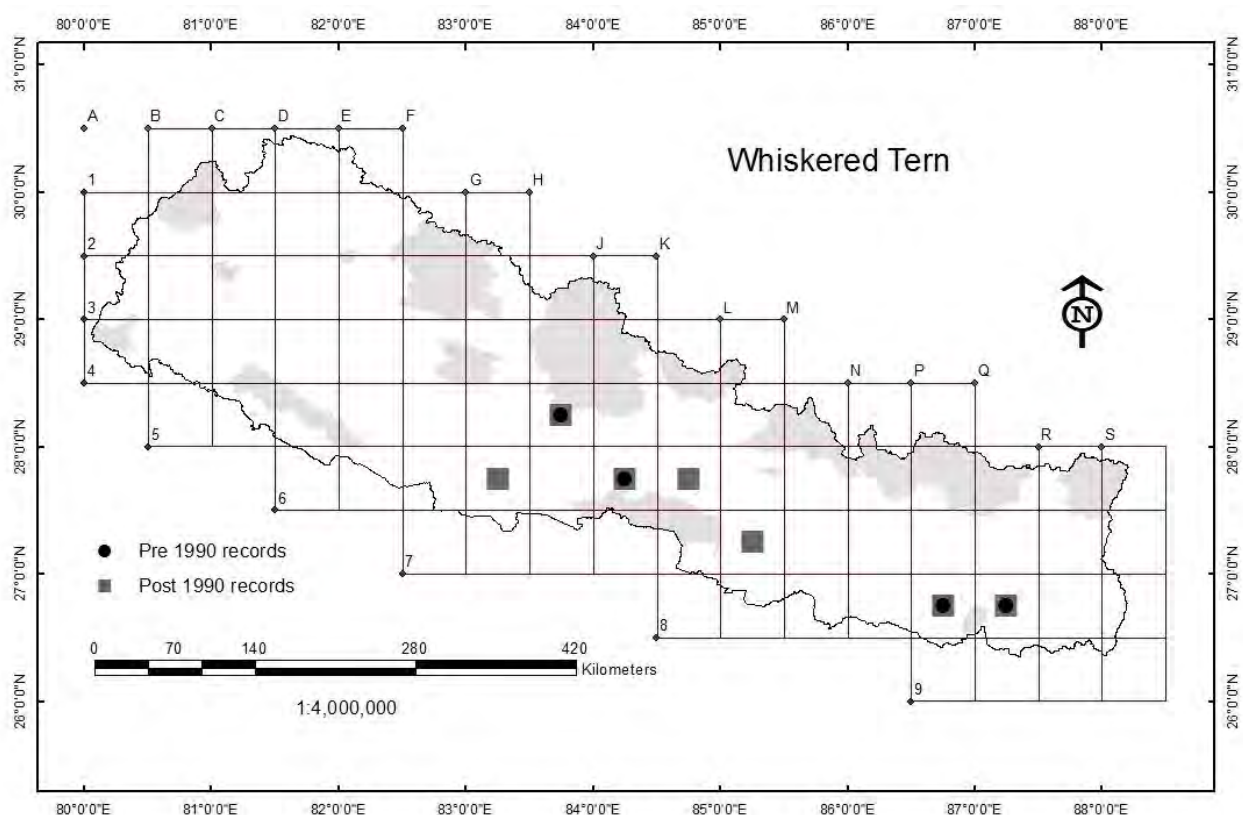 80°0'0"E 81°0'0"E 82°0'0"E 83°0'0"E 84°0'0"E 85°0'0"E 86°0'0"E 87°0'0"E 88°0'0"E
31°0'0"N 31°0'0"N
A B C D E F
Whiskered Tern
1 G H
30°0'0"N 30°0'0"N
2 J K
3 L M
29°0'0"N N 29°0'0"N
4 N P Q
5 R S
28°0'0"N 28°0'0"N
6
Pre 1990 records
7
27°0'0"N 27°0'0"N
Post 1990 records
8
0 70 140 280 420
Kilometers
9
1:4,000,000
26°0'0"N 26°0'0"N
80°0'0"E 81°0'0"E 82°0'0"E 83°0'0"E 84°0'0"E 85°0'0"E 86°0'0"E 87°0'0"E 88°0'0"E